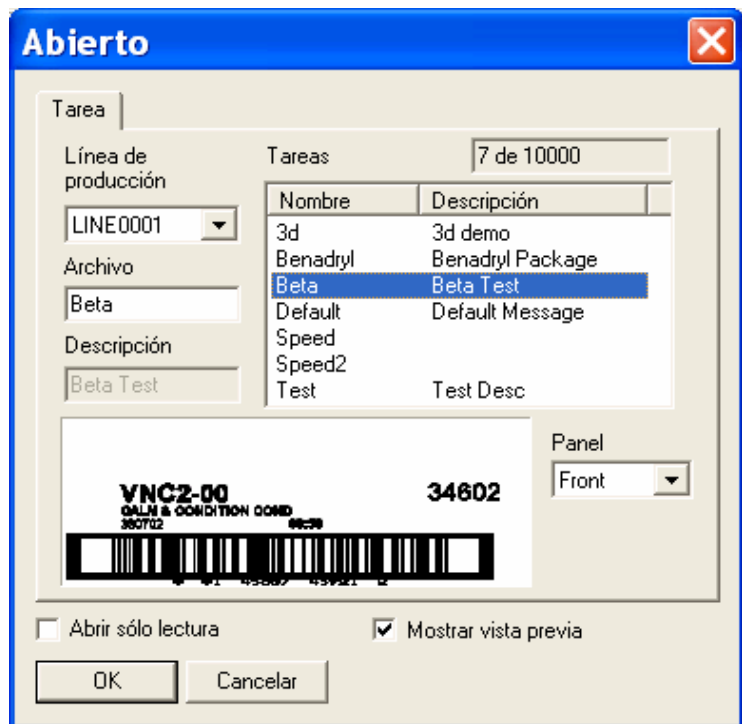 Abierto
Tarea
Línea de
producción
LINE0001
Archivo
Beta
Descripción
Beta Test
Tareas
7 de 10000
Nombre Descripción
3d 3d demo
Benadryl Benadryl Package
Beta Beta Test
Default Default Message
Speed
Speed2
Test Test Desc
VNC2-00 34602
& CONDITION COND
Panel
Front
Abrir sólo lectura
Mostrar vista previa
OK
Cancelar